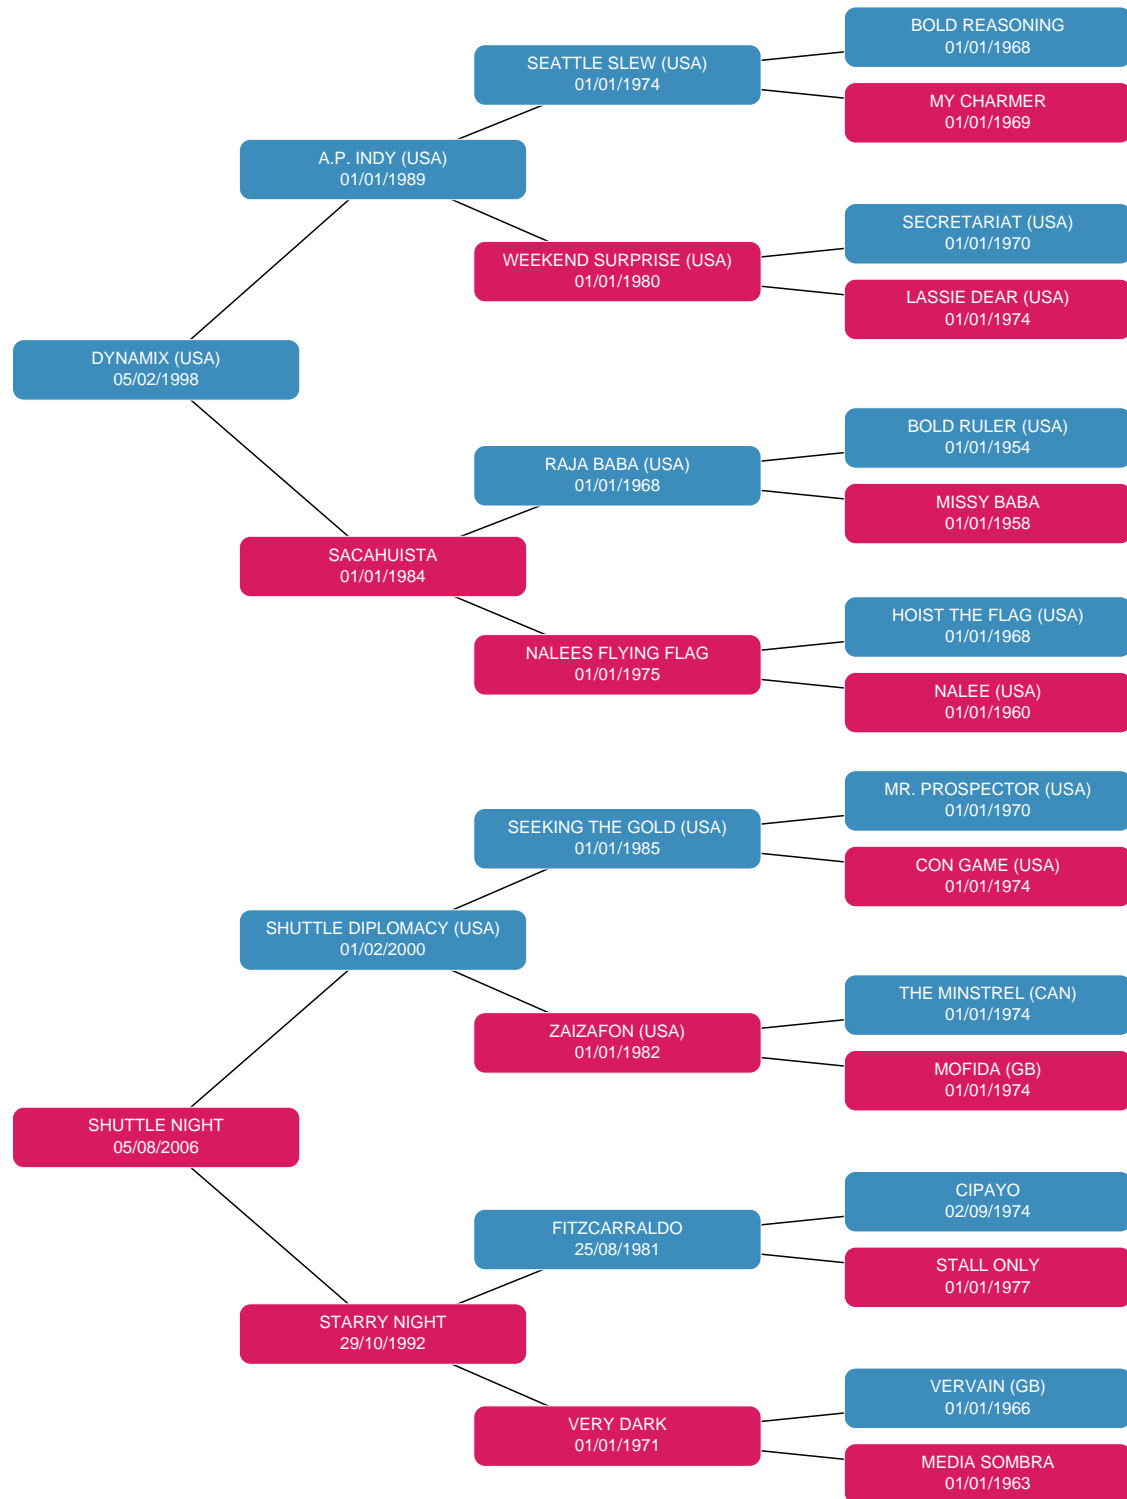 BOLD REASONING
01/01/1968
SEATTLE SLEW (USA)
01/01/1974
MY CHARMER
01/01/1969
A.P. INDY (USA)
01/01/1989
SECRETARIAT (USA)
01/01/1970
WEEKEND SURPRISE (USA)
01/01/1980
LASSIE DEAR (USA)
01/01/1974
DYNAMIX (USA)
05/02/1998
BOLD RULER (USA)
01/01/1954
RAJA BABA (USA)
01/01/1968
MISSY BABA
01/01/1958
SACAHUISTA
01/01/1984
HOIST THE FLAG (USA)
01/01/1968
NALEES FLYING FLAG
01/01/1975
NALEE (USA)
01/01/1960
MR. PROSPECTOR (USA)
01/01/1970
SEEKING THE GOLD (USA)
01/01/1985
CON GAME (USA)
01/01/1974
SHUTTLE DIPLOMACY (USA)
01/02/2000
THE MINSTREL (CAN)
01/01/1974
ZAIZAFON (USA)
01/01/1982
MOFIDA (GB)
01/01/1974
SHUTTLE NIGHT
05/08/2006
CIPAYO
02/09/1974
FITZCARRALDO
25/08/1981
STALL ONLY
01/01/1977
STARRY NIGHT
29/10/1992
VERVAIN (GB)
01/01/1966
VERY DARK
01/01/1971
MEDIA SOMBRA
01/01/1963